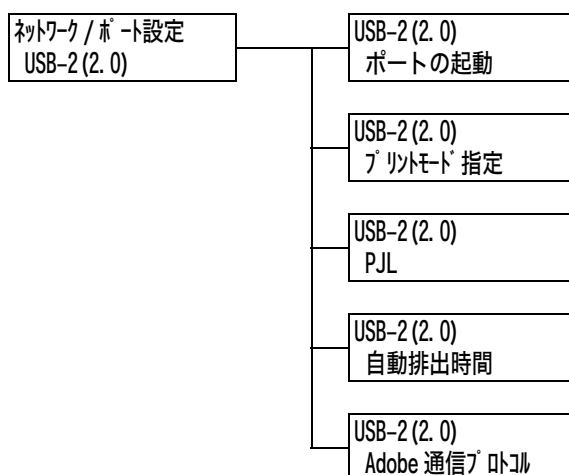 ﾈｯﾄﾜｰｸ / ﾎﾟｰﾄ設定
USB-2(2.0)
USB-2(2.0)
ポートの起動
USB-2(2.0)
ﾌﾟﾘﾝﾄﾓｰﾄﾞ指定
USB-2(2.0)
PJL
USB-2(2.0)
自動排出時間
USB-2(2.0)
Adobe 通信ﾌﾟﾛﾄｺﾙ